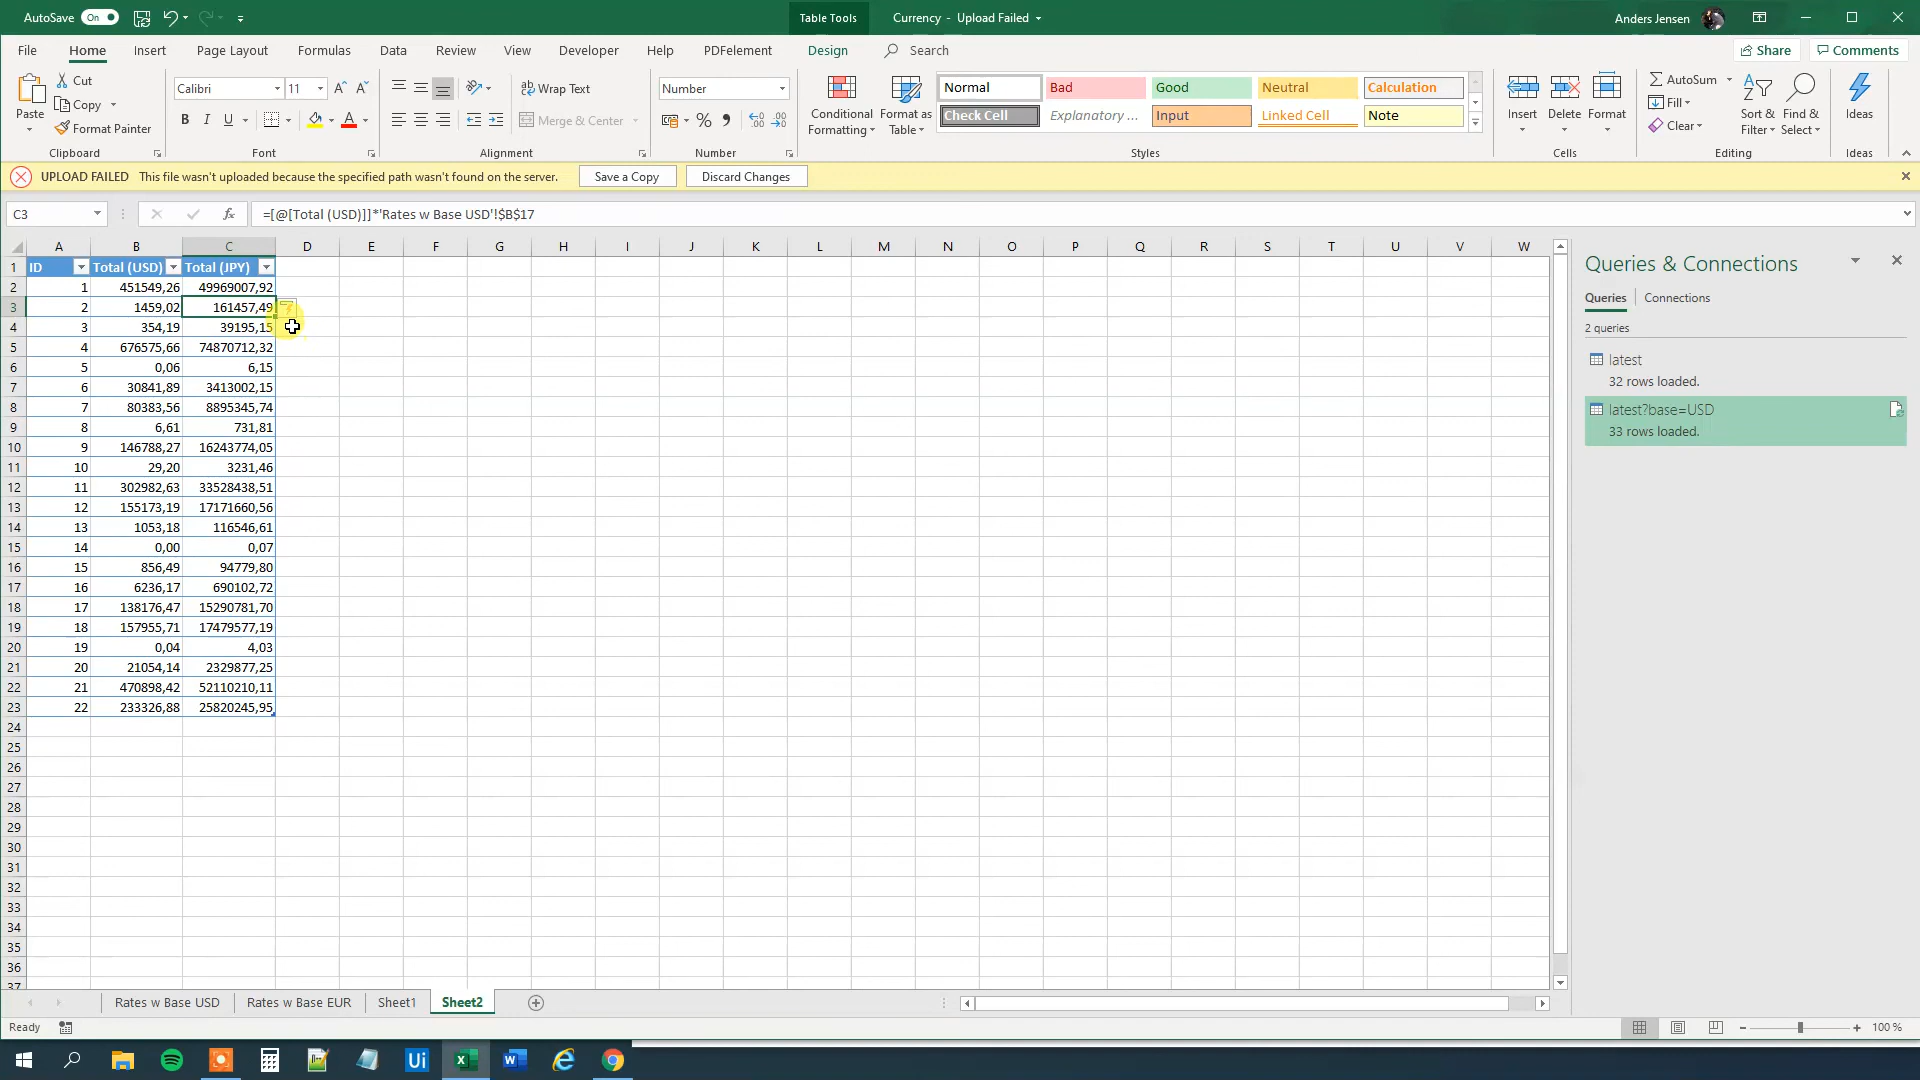 AutoSave On
Table Tools
Currency - Upload Failed
Anders Jensen
File Home Insert Page Layout Formulas Data Review View Developer Help PDFelement Design Search
Share Comments
Paste
Cut
Copy
Format Painter
Clipboard
Calibri 11
B I U A
Font
Wrap Text
Merge & Center
Alignment
Number
Number
Conditional Formatting
Format as Table
Normal Bad Good Neutral Calculation
Check Cell Explanatory ... Input Linked Cell Note
Styles
Insert Delete Format
Cells
AutoSum
Fill
Clear
Sort & Filter
Find & Select
Editing
Ideas
Ideas
UPLOAD FAILED This file wasn't uploaded because the specified path wasn't found on the server. Save a Copy Discard Changes
C3 fx =[@[Total (USD)]]*'Rates w Base USD'!$B$17
A B C D E F G H I J K L M N O P Q R S T U V W
1 ID Total (USD) Total (JPY)
2 1 451549,26 49969007,92
3 2 1459,02 161457,49
4 3 354,19 39195,15
5 4 676575,66 74870712,32
6 5 0,06 6,15
7 6 30841,89 3413002,15
8 7 80383,56 8895345,74
9 8 6,61 731,81
10 9 146788,27 16243774,05
11 10 29,20 3231,46
12 11 302982,63 33528438,51
13 12 155173,19 17171660,56
14 13 1053,18 116546,61
15 14 0,00 0,07
16 15 856,49 94779,80
17 16 6236,17 690102,72
18 17 138176,47 15290781,70
19 18 157955,71 17479577,19
20 19 0,04 4,03
21 20 21054,14 2329877,25
22 21 470898,42 52110210,11
23 22 233326,88 25820245,95
24
25
26
27
28
29
30
31
32
33
34
35
36
37
Queries & Connections
Queries Connections
2 queries
latest
32 rows loaded.
latest?base=USD
33 rows loaded.
Rates w Base USD Rates w Base EUR Sheet1 Sheet2
Ready
100 %
Ui